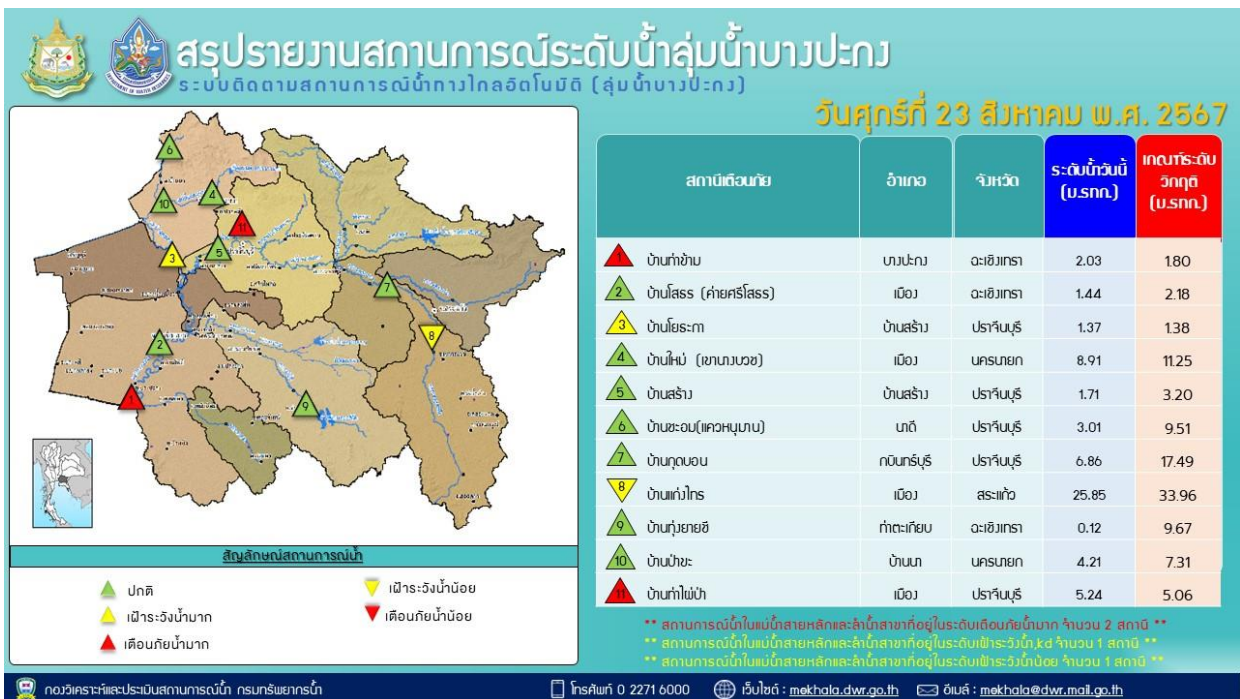 สรุปรายงานสถานการณ์ระดับน้ำลุ่มน้ำบางปะกง
ระบบติดตามสถานการณ์น้ำทางไกลอัตโนมัติ (ลุ่มน้ำบางปะกง)
วันศุกร์ที่ 23 สิงหาคม พ.ศ. 2567
สถานีเตือนภัย อำเภอ จังหวัด ระดับน้ำวันนี้ (ม.รทก.) เกณฑ์ระดับวิกฤติ (ม.รทก.)
1 บ้านท่าข้าม บางปะกง ฉะเชิงเทรา 2.03 1.80
2 บ้านโสธร (ค่ายศรีโสธร) เมือง ฉะเชิงเทรา 1.44 2.18
3 บ้านโยธะกา บ้านสร้าง ปราจีนบุรี 1.37 1.38
4 บ้านใหม่ (เขานางบวช) เมือง นครนายก 8.91 11.25
5 บ้านสร้าง บ้านสร้าง ปราจีนบุรี 1.71 3.20
6 บ้านชะอม(แควหนุมาน) นาดี ปราจีนบุรี 3.01 9.51
7 บ้านกุดบอน กบินทร์บุรี ปราจีนบุรี 6.86 17.49
8 บ้านแก่งไทร เมือง สระแก้ว 25.85 33.96
9 บ้านทุ่งยายชี ท่าตะเกียบ ฉะเชิงเทรา 0.12 9.67
10 บ้านป่าขะ บ้านนา นครนายก 4.21 7.31
11 บ้านท่าไผ่ป่า เมือง ปราจีนบุรี 5.24 5.06
** สถานการณ์น้ำในแม่น้ำสายหลักและลำน้ำสาขาที่อยู่ในระดับเตือนภัยน้ำมาก จำนวน 2 สถานี **
** สถานการณ์น้ำในแม่น้ำสายหลักและลำน้ำสาขาที่อยู่ในระดับเฝ้าระวังน้ำ,kd จำนวน 1 สถานี **
** สถานการณ์น้ำในแม่น้ำสายหลักและลำน้ำสาขาที่อยู่ในระดับเฝ้าระวังน้ำน้อย จำนวน 1 สถานี **
6
4
10
11
3
5
7
8
2
1
9
สัญลักษณ์สถานการณ์น้ำ
ปกติ
เฝ้าระวังน้ำมาก
เตือนภัยน้ำมาก
เฝ้าระวังน้ำน้อย
เตือนภัยน้ำน้อย
กองวิเคราะห์และประเมินสถานการณ์น้ำ กรมทรัพยากรน้ำ โทรศัพท์ 0 2271 6000 เว็บไซต์ : mekhala.dwr.go.th อีเมล์ : mekhala@dwr.mail.go.th